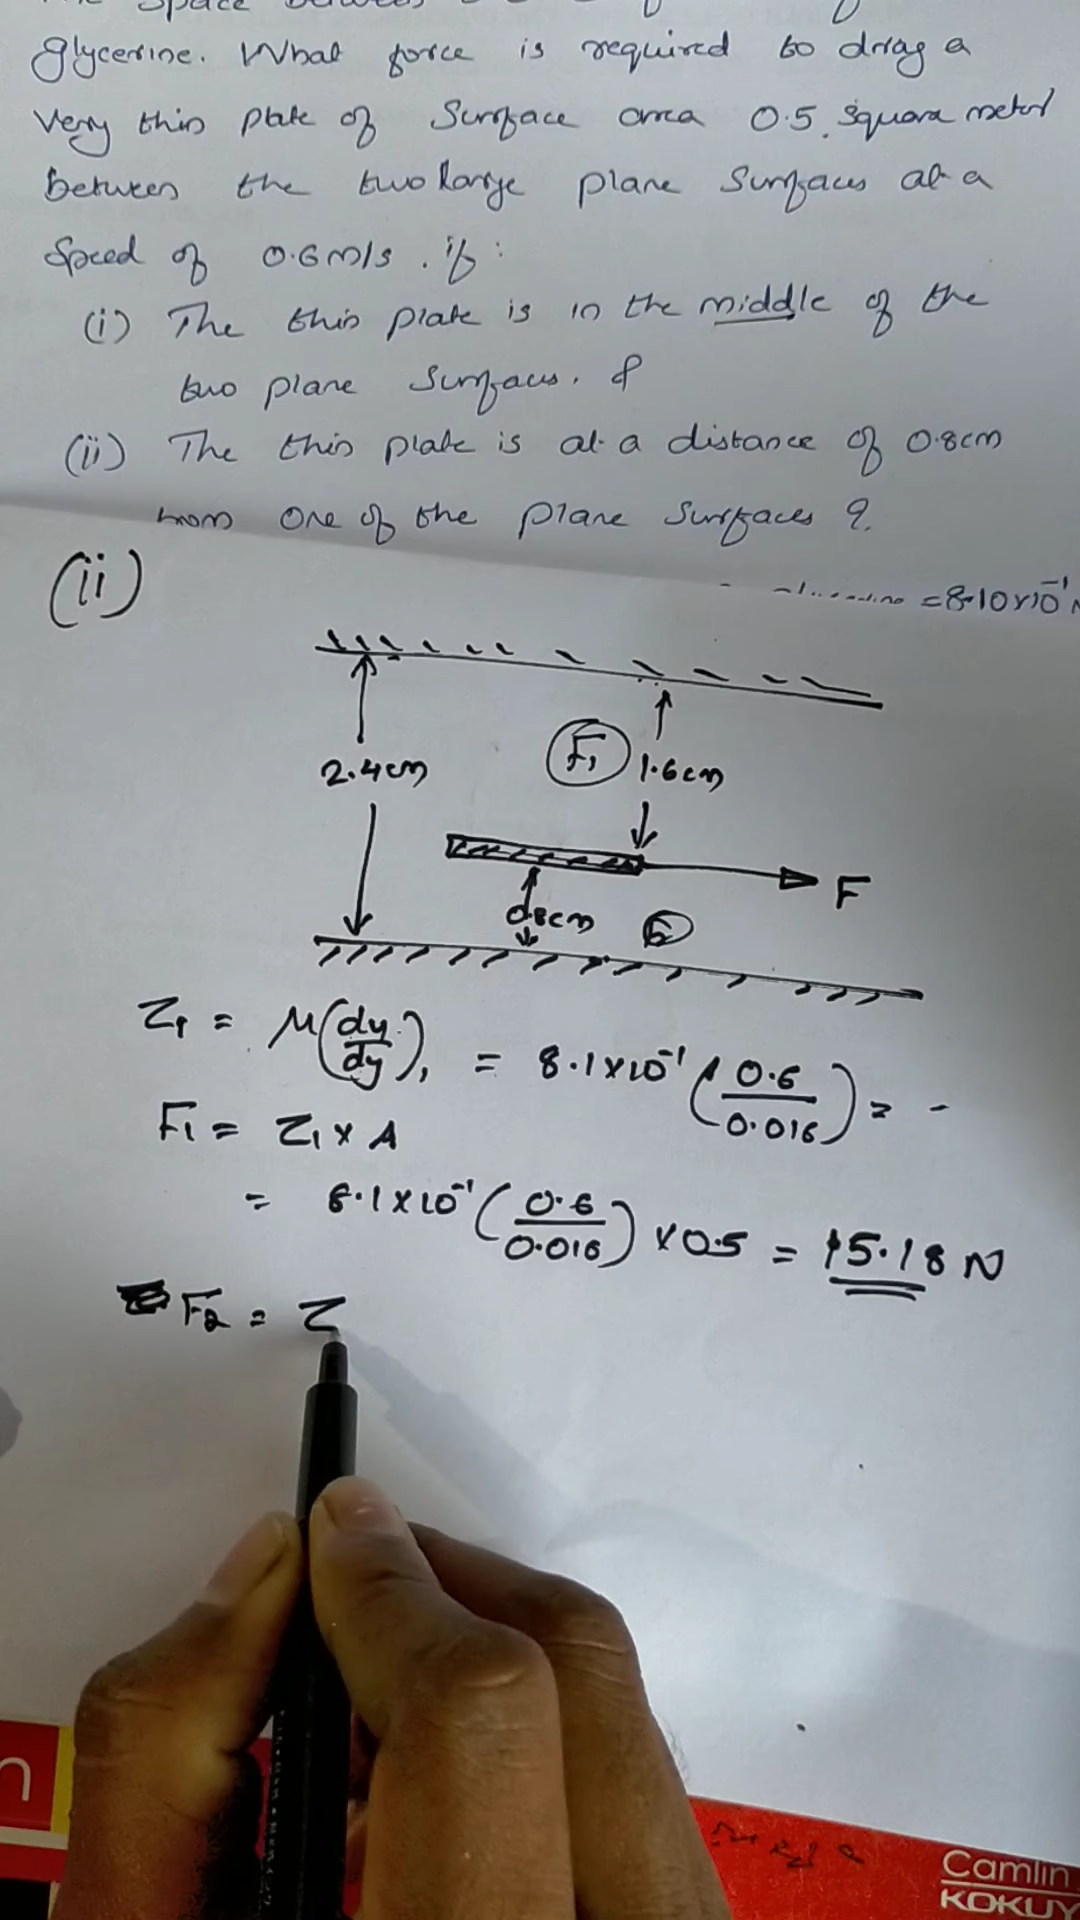 glycerine. What force is required to drag a
very thin plate of surface area 0.5 square meter
between the two large plane surfaces at a
speed of 0.6 m/s. if:
(i) The thin plate is in the middle of the
two plane surfaces. &
(ii) The thin plate is at a distance of 0.8cm
from one of the plane surfaces ?
(ii)
= 8.10×10⁻¹ N
2.4cm
F₁
1.6cm
F
0.8cm
τ₁ = μ(du/dy)₁ = 8.1×10⁻¹ (0.6/0.016) = -
F₁ = τ₁ × A
= 8.1×10⁻¹ (0.6/0.016) × 0.5 = 15.18 N
F₂ = τ
n
Camlin
KOKUY